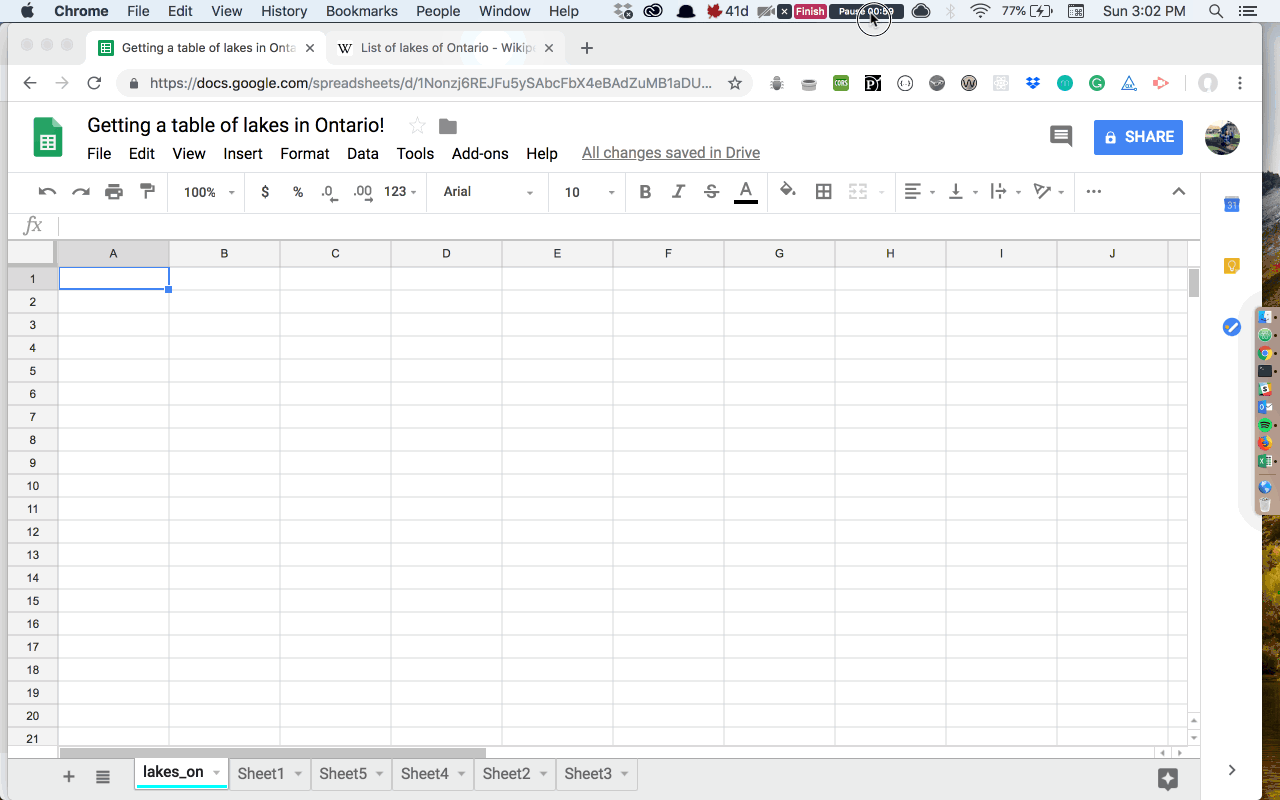 Chrome File Edit View History Bookmarks People Window Help 41d Finish Pause 00:59 77% Sun 3:02 PM
Getting a table of lakes in Onta List of lakes of Ontario - Wikipe
https://docs.google.com/spreadsheets/d/1Nonzj6REJFu5ySAbcFbX4eBAdZuMB1aDU... CORS
Getting a table of lakes in Ontario!
SHARE
File Edit View Insert Format Data Tools Add-ons Help All changes saved in Drive
100% $ % .0 .00 123 Arial 10 B I S A
31
fx
A B C D E F G H I J
1
2
3
4
5
6
7
8
9
10
11
12
13
14
15
16
17
18
19
20
21
lakes_on Sheet1 Sheet5 Sheet4 Sheet2 Sheet3